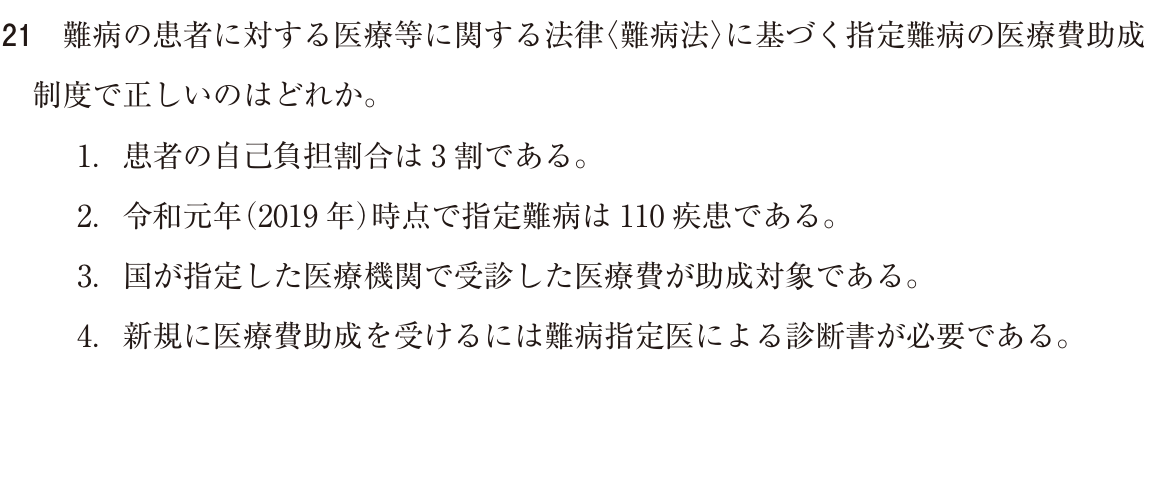 21 難病の患者に対する医療等に関する法律〈難病法〉に基づく指定難病の医療費助成
制度で正しいのはどれか。
1. 患者の自己負担割合は 3 割である。
2. 令和元年(2019 年)時点で指定難病は 110 疾患である。
3. 国が指定した医療機関で受診した医療費が助成対象である。
4. 新規に医療費助成を受けるには難病指定医による診断書が必要である。